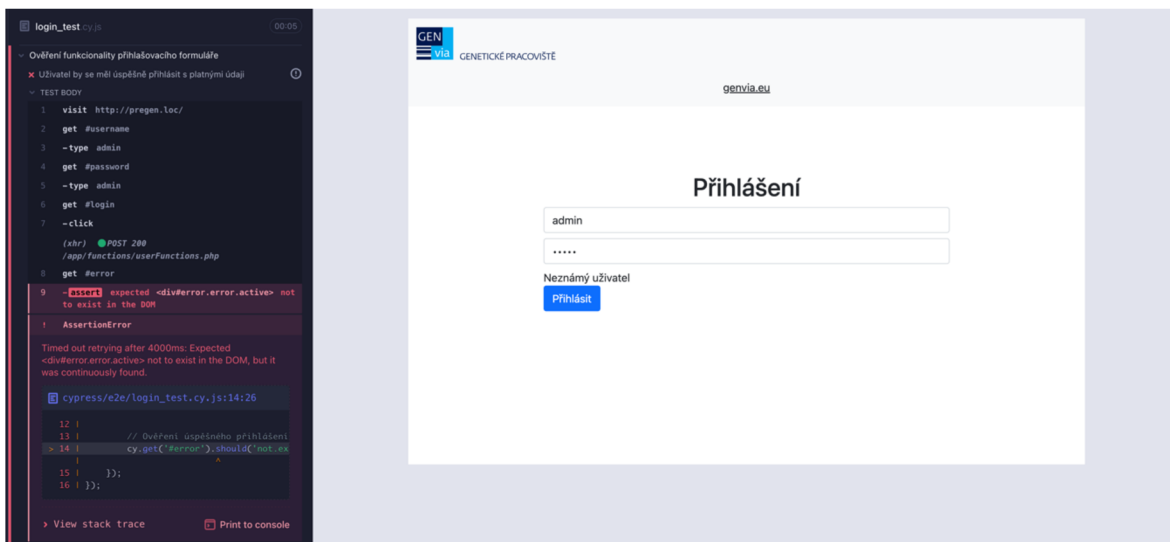 login_test.cy.js
00:05
Ověření funkcionality přihlašovacího formuláře
Uživatel by se měl úspěšně přihlásit s platnými údaji
TEST BODY
1 visit http://pregen.loc/
2 get #username
3 -type admin
4 get #password
5 -type admin
6 get #login
7 -click
(xhr) POST 200
/app/functions/userFunctions.php
8 get #error
9 -assert expected <div#error.error.active> not
to exist in the DOM
! AssertionError
Timed out retrying after 4000ms: Expected
<div#error.error.active> not to exist in the DOM, but it
was continuously found.
cypress/e2e/login_test.cy.js:14:26
12 |
13 | // Ověření úspěšného přihlášení
> 14 | cy.get('#error').should('not.ex
| ^
15 | });
16 | });
> View stack trace
Print to console
GEN
via GENETICKÉ PRACOVIŠTĚ
genvia.eu
Přihlášení
admin
•••••
Neznámý uživatel
Přihlásit